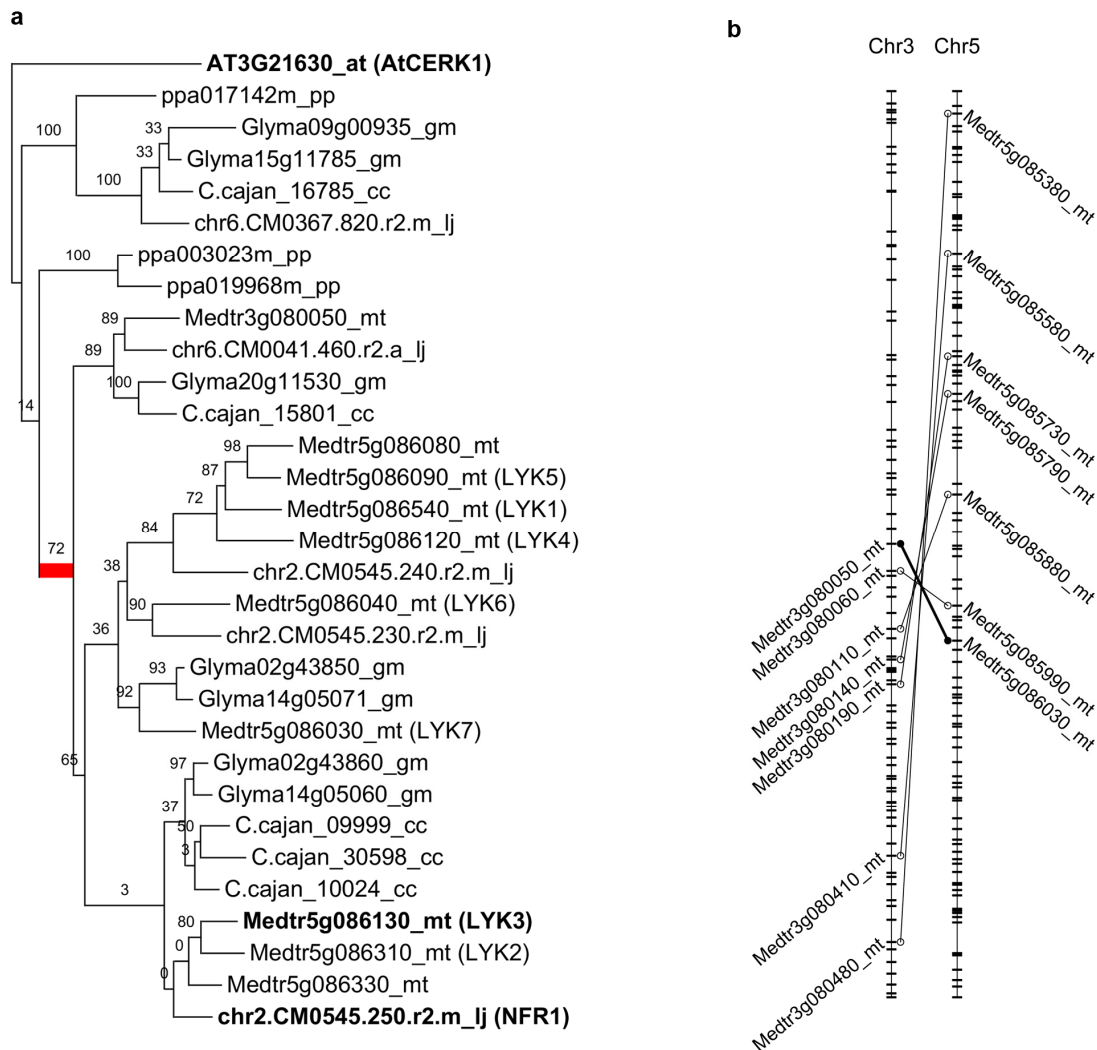 a
AT3G21630_at (AtCERK1)
ppa017142m_pp
100
33
Glyma09g00935_gm
33
Glyma15g11785_gm
100
C.cajan_16785_cc
chr6.CM0367.820.r2.m_lj
100
ppa003023m_pp
ppa019968m_pp
89
Medtr3g080050_mt
89
chr6.CM0041.460.r2.a_lj
100
Glyma20g11530_gm
14
C.cajan_15801_cc
98
Medtr5g086080_mt
87
Medtr5g086090_mt (LYK5)
72
Medtr5g086540_mt (LYK1)
84
Medtr5g086120_mt (LYK4)
72
38
chr2.CM0545.240.r2.m_lj
90
Medtr5g086040_mt (LYK6)
36
chr2.CM0545.230.r2.m_lj
93
Glyma02g43850_gm
92
Glyma14g05071_gm
Medtr5g086030_mt (LYK7)
65
97
Glyma02g43860_gm
Glyma14g05060_gm
37
50
C.cajan_09999_cc
3
C.cajan_30598_cc
3
C.cajan_10024_cc
80
Medtr5g086130_mt (LYK3)
0
Medtr5g086310_mt (LYK2)
0
Medtr5g086330_mt
chr2.CM0545.250.r2.m_lj (NFR1)
b
Chr3 Chr5
Medtr5g085380_mt
Medtr5g085580_mt
Medtr5g085730_mt
Medtr5g085790_mt
Medtr5g085880_mt
Medtr5g085990_mt
Medtr5g086030_mt
Medtr3g080050_mt
Medtr3g080060_mt
Medtr3g080110_mt
Medtr3g080140_mt
Medtr3g080190_mt
Medtr3g080410_mt
Medtr3g080480_mt